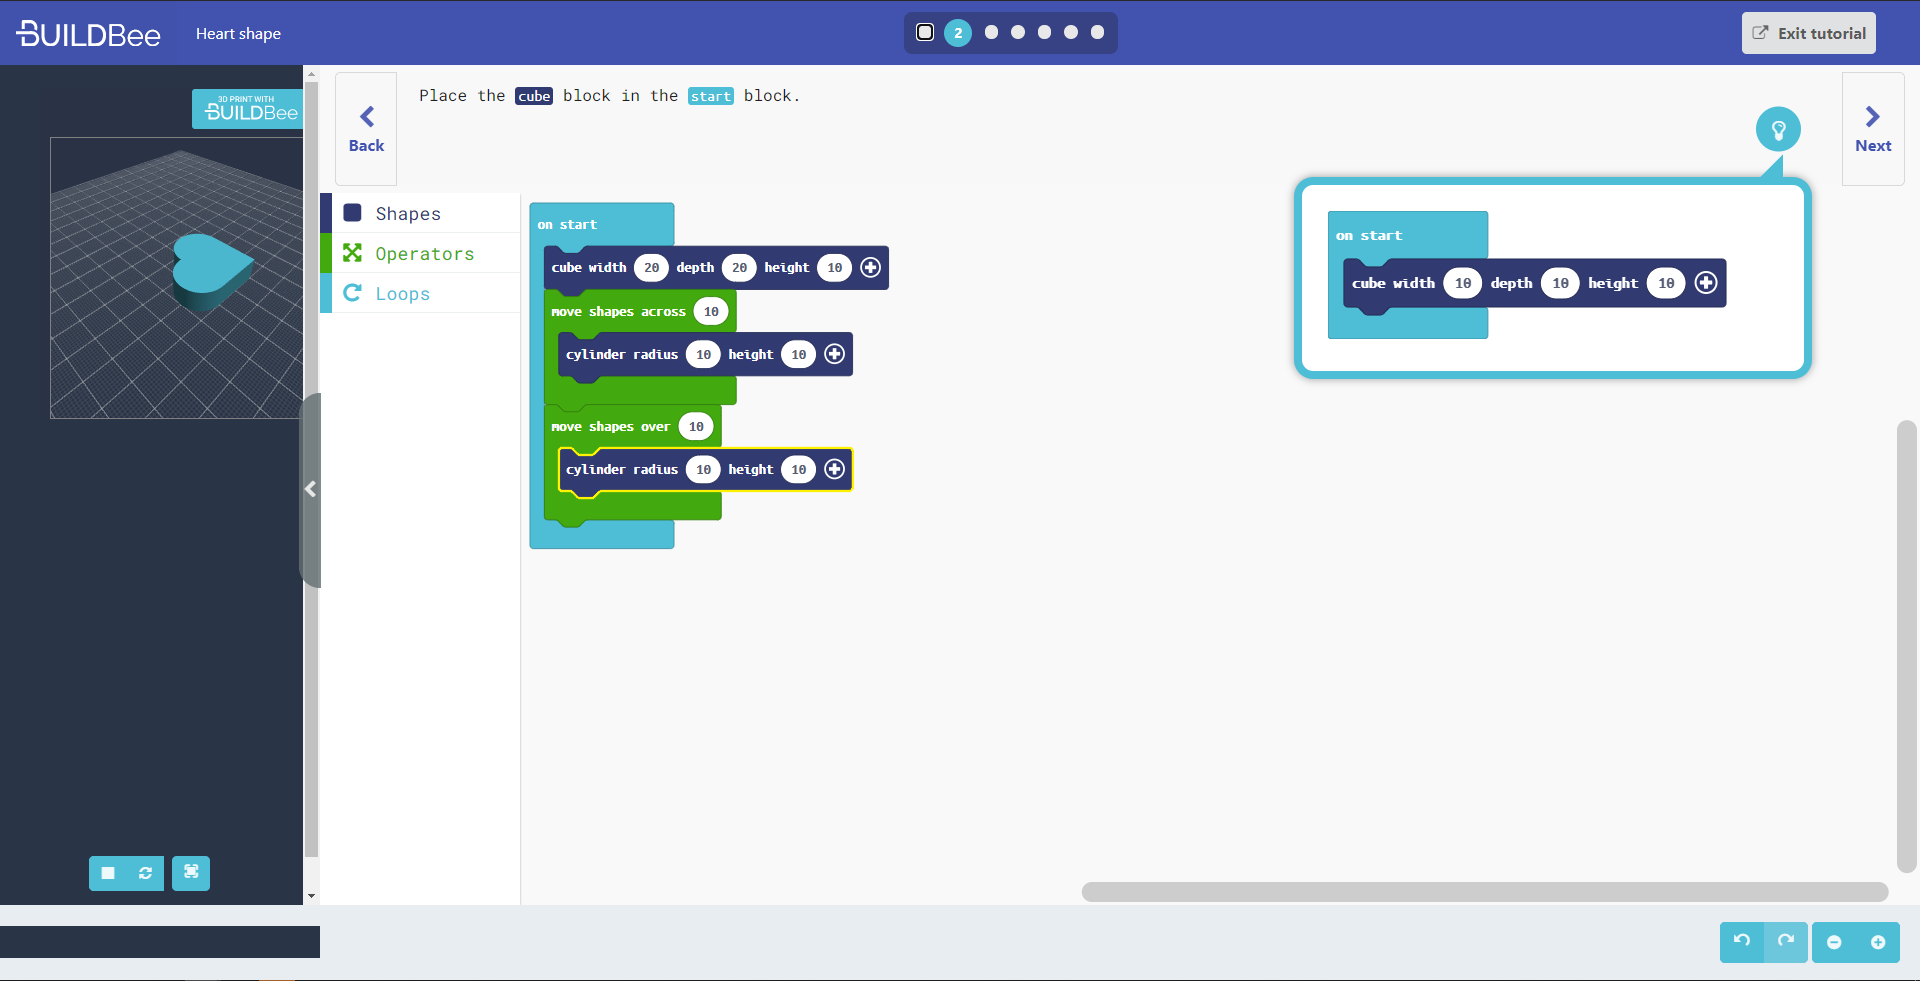 BUILDBee
Heart shape
2
Exit tutorial
3D PRINT WITH
BUILDBee
Back
Place the cube block in the start block.
Next
Shapes
Operators
Loops
on start
cube width 20 depth 20 height 10
move shapes across 10
cylinder radius 10 height 10
move shapes over 10
cylinder radius 10 height 10
on start
cube width 10 depth 10 height 10